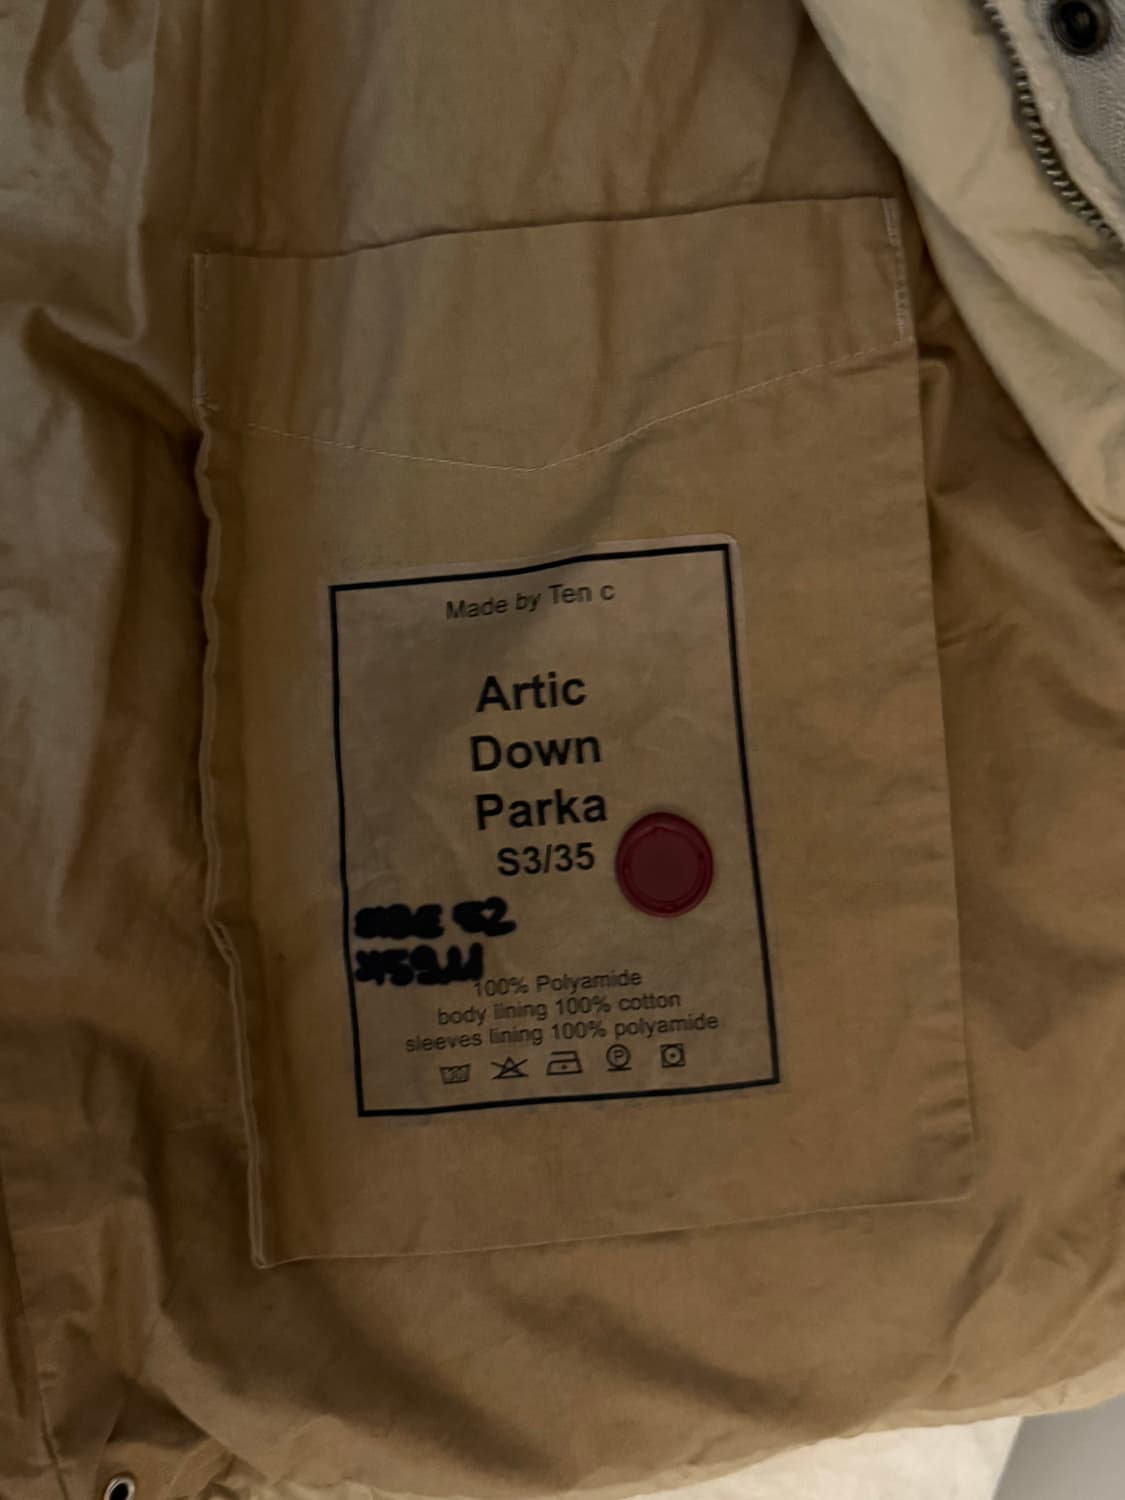 Made by Ten c
Artic
Down
Parka
S3/35
100% Polyamide
body lining 100% cotton
sleeves lining 100% polyamide
P